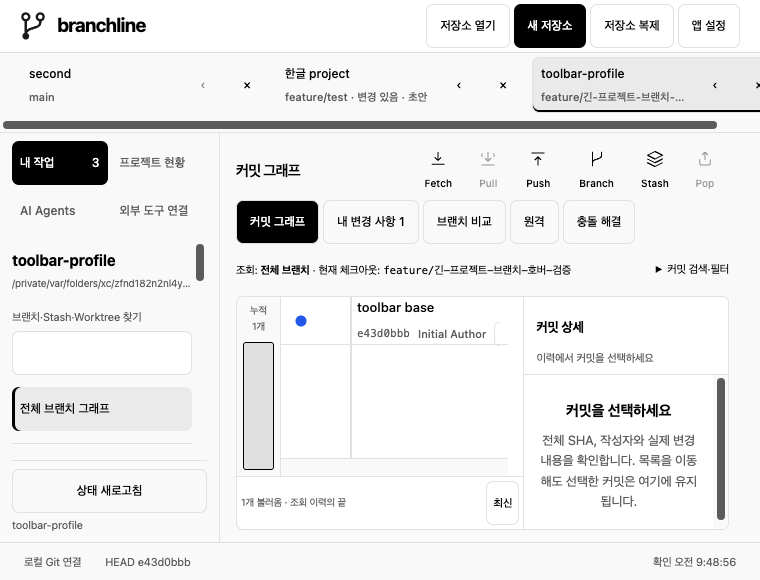 branchline
저장소 열기
새 저장소
저장소 복제
앱 설정
second
main
한글 project
feature/test · 변경 있음 · 초안
toolbar-profile
feature/긴-프로젝트-브랜치-...
내 작업 3
프로젝트 현황
AI Agents
외부 도구 연결
toolbar-profile
/private/var/folders/xc/zfnd182n2nl4y...
브랜치·Stash·Worktree 찾기
전체 브랜치 그래프
상태 새로고침
toolbar-profile
커밋 그래프
Fetch
Pull
Push
Branch
Stash
Pop
커밋 그래프
내 변경 사항 1
브랜치 비교
원격
충돌 해결
조회: 전체 브랜치 · 현재 체크아웃: feature/긴-프로젝트-브랜치-호버-검증
▶ 커밋 검색·필터
누적
1개
toolbar base
e43d0bbb Initial Author
1개 불러옴 · 조회 이력의 끝
최신
커밋 상세
이력에서 커밋을 선택하세요
커밋을 선택하세요
전체 SHA, 작성자와 실제 변경
내용을 확인합니다. 목록을 이동
해도 선택한 커밋은 여기에 유지
됩니다.
로컬 Git 연결
HEAD e43d0bbb
확인 오전 9:48:56